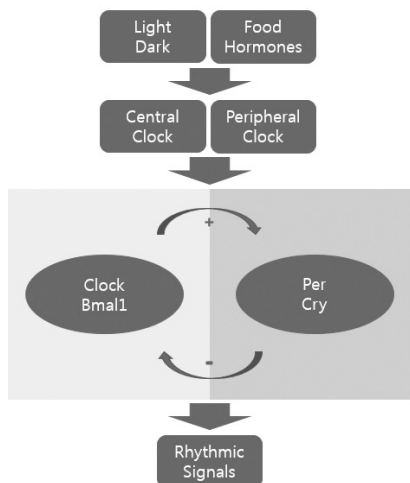 Light
Dark
Food
Hormones
Central
Clock
Peripheral
Clock
+
Clock
Bmal1
Per
Cry
-
Rhythmic
Signals